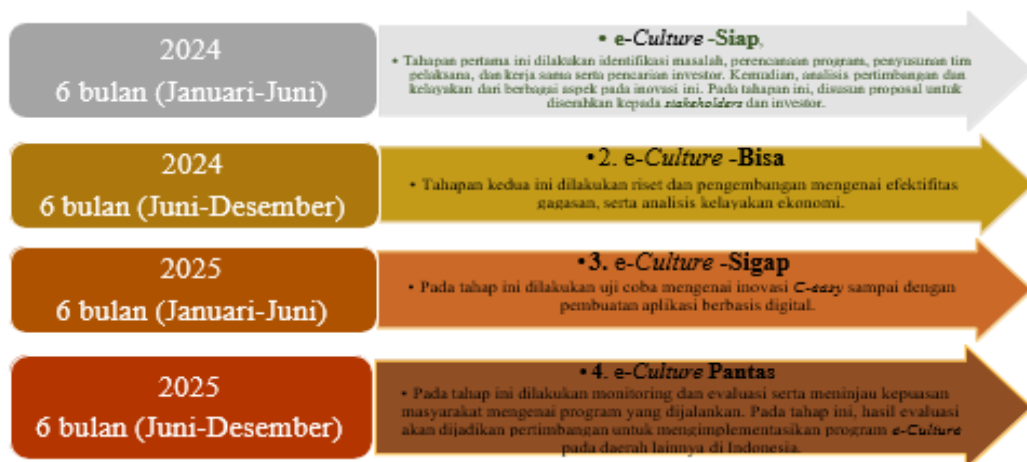 2024
6 bulan (Januari-Juni)
• e-Culture -Siap,
• Tahapan pertama ini dilakukan identifikasi masalah, perencanaan program, penyusunan tim
pelaksana, dan kerja sama serta pencarian investor. Kemudian, analisis pertimbangan dan
kelayakan dari berbagai aspek pada inovasi ini. Pada tahapan ini, disusun proposal untuk
diserahkan kepada stakeholders dan investor.
2024
6 bulan (Juni-Desember)
•2. e-Culture -Bisa
• Tahapan kedua ini dilakukan riset dan pengembangan mengenai efektifitas
gagasan, serta analisis kelayakan ekonomi.
2025
6 bulan (Januari-Juni)
•3. e-Culture -Sigap
• Pada tahap ini dilakukan uji coba mengenai inovasi C-easy sampai dengan
pembuatan aplikasi berbasis digital.
2025
6 bulan (Juni-Desember)
•4. e-Culture Pantas
• Pada tahap ini dilakukan monitoring dan evaluasi serta meninjau kepuasan
masyarakat mengenai program yang dijalankan. Pada tahap ini, hasil evaluasi
akan dijadikan pertimbangan untuk mengimplementasikan program e-Culture
pada daerah lainnya di Indonesia.